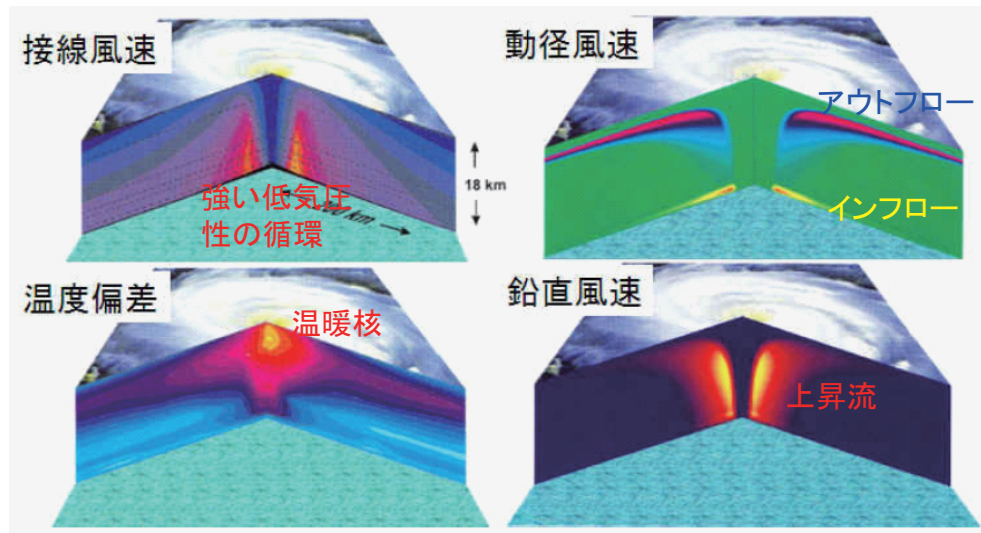 接線風速
18 km
強い低気圧
性の循環
km
動径風速
アウトフロー
インフロー
温度偏差
温暖核
鉛直風速
上昇流